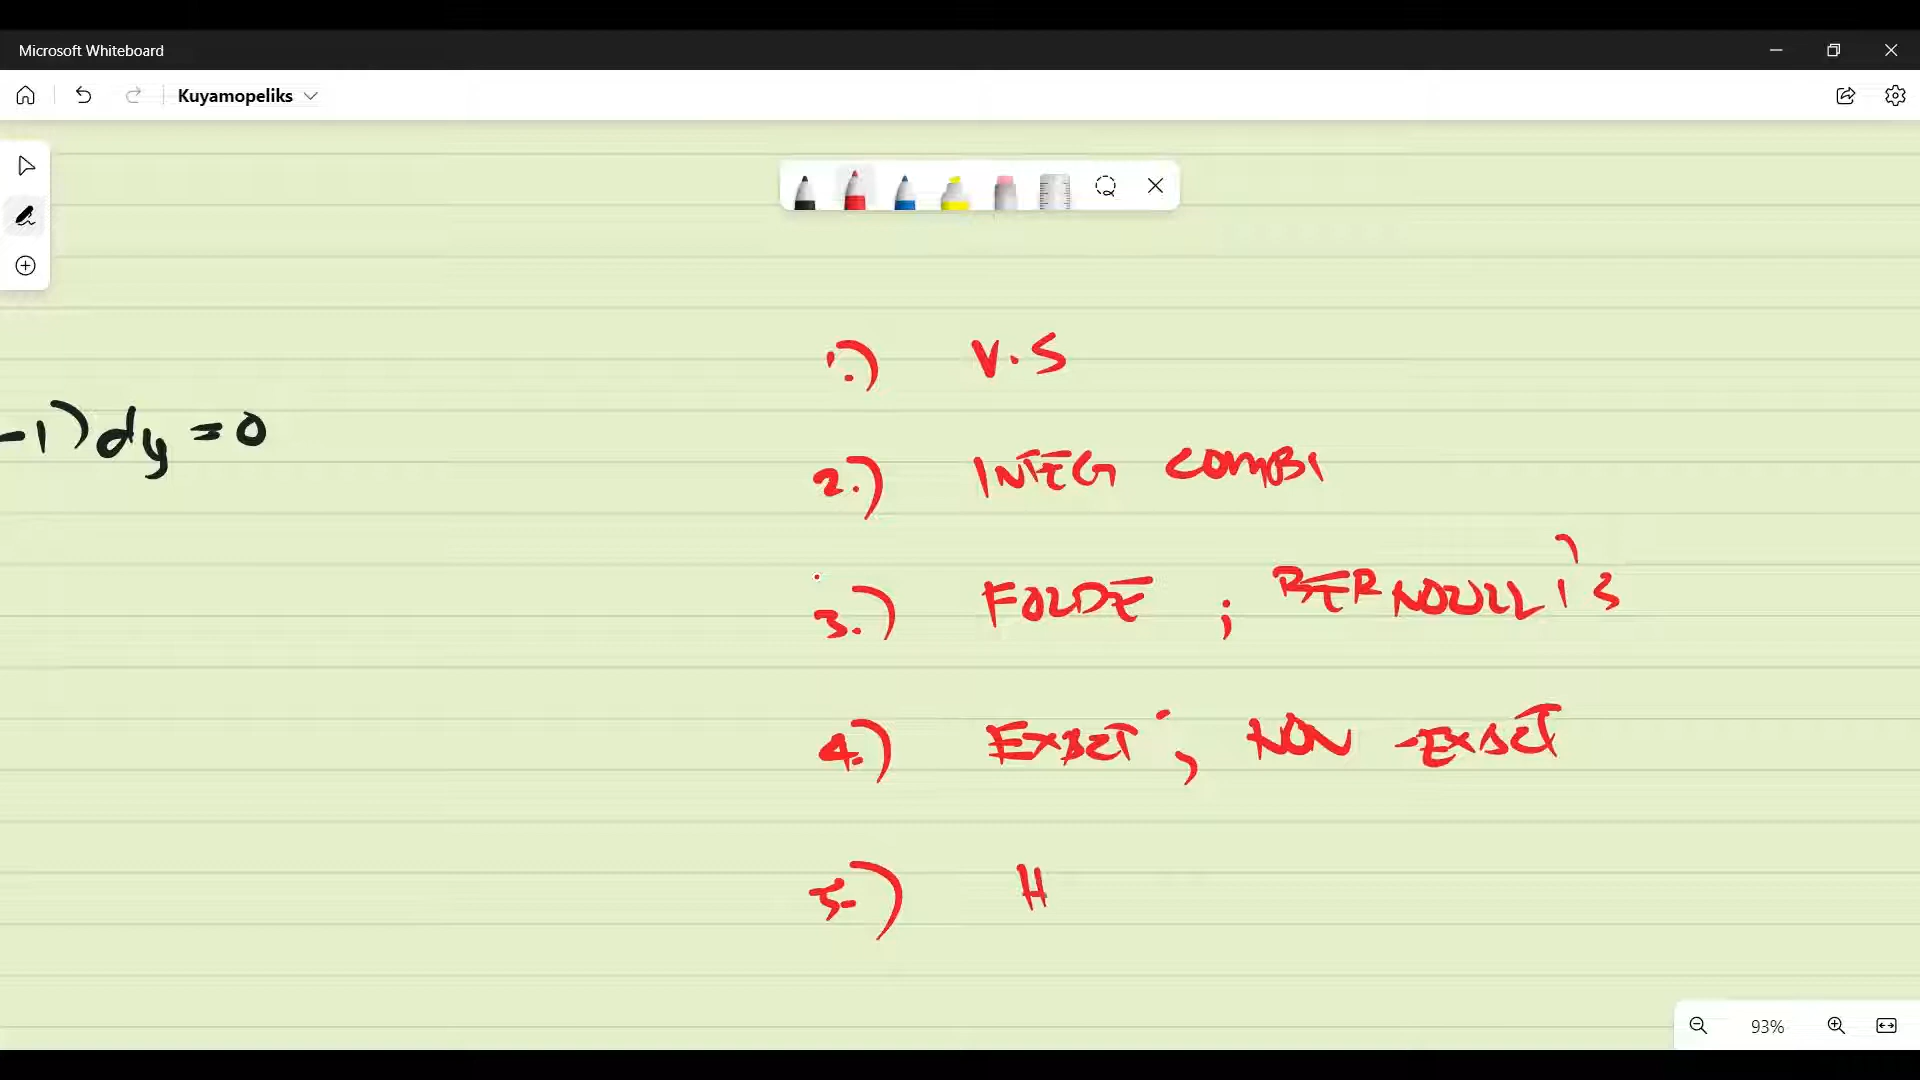 Microsoft Whiteboard
Kuyamopeliks
-1) dy = 0
1.) V.S
2.) INTEG COMBI
3.) FOLDE ; BERNOULLI'S
4.) EXACT ; NON-EXACT
5.) H
93%